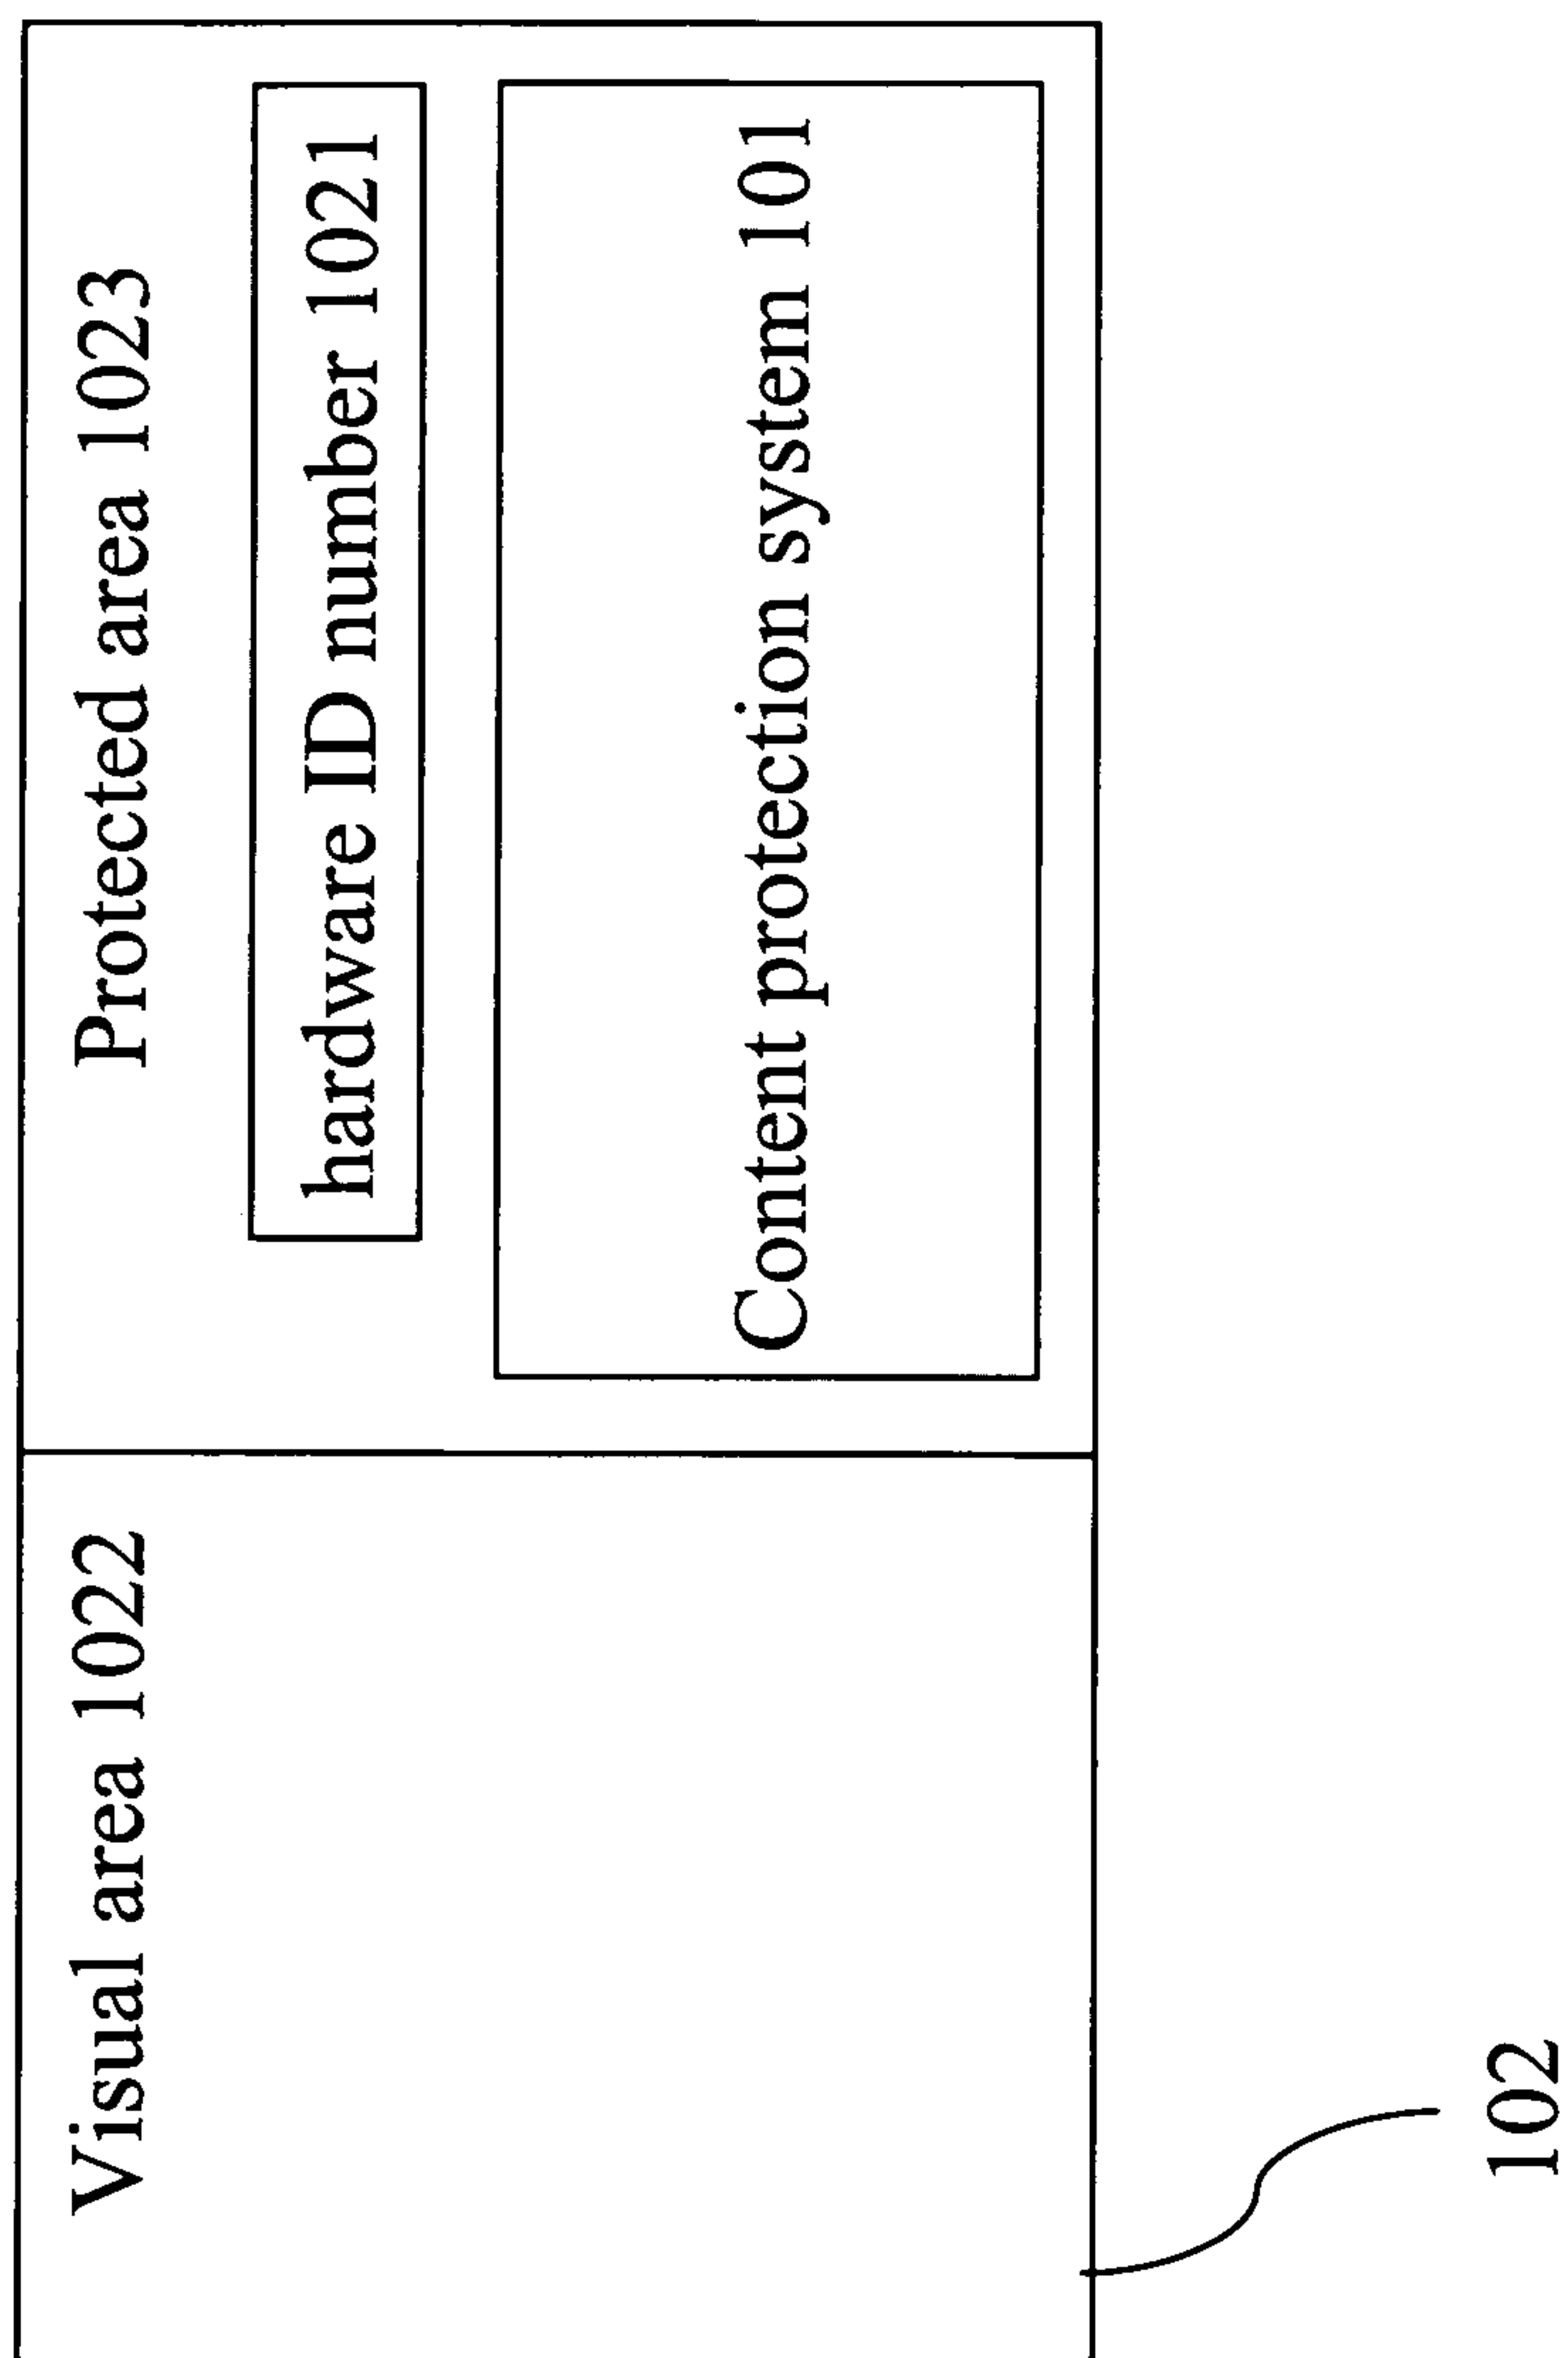 Visual area 1022
Protected area 1023
hardware ID number 1021
Content protection system 101
102